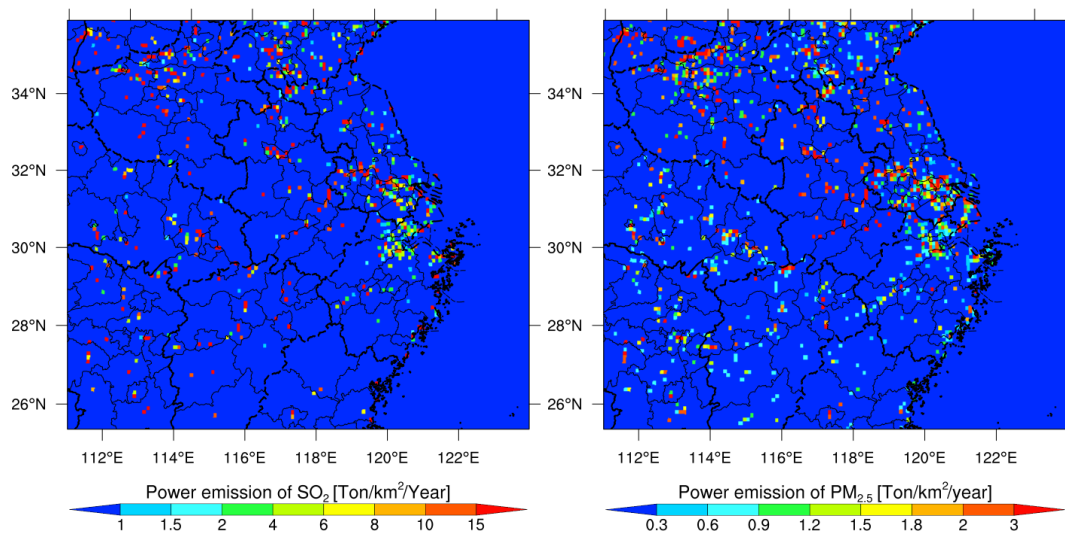 34°N
34°N
32°N
32°N
30°N
30°N
28°N
28°N
26°N
26°N
112°E 114°E 116°E 118°E 120°E 122°E
112°E 114°E 116°E 118°E 120°E 122°E
Power emission of SO2 [Ton/km2/Year]
Power emission of PM2.5 [Ton/km2/year]
1 1.5 2 4 6 8 10 15
0.3 0.6 0.9 1.2 1.5 1.8 2 3